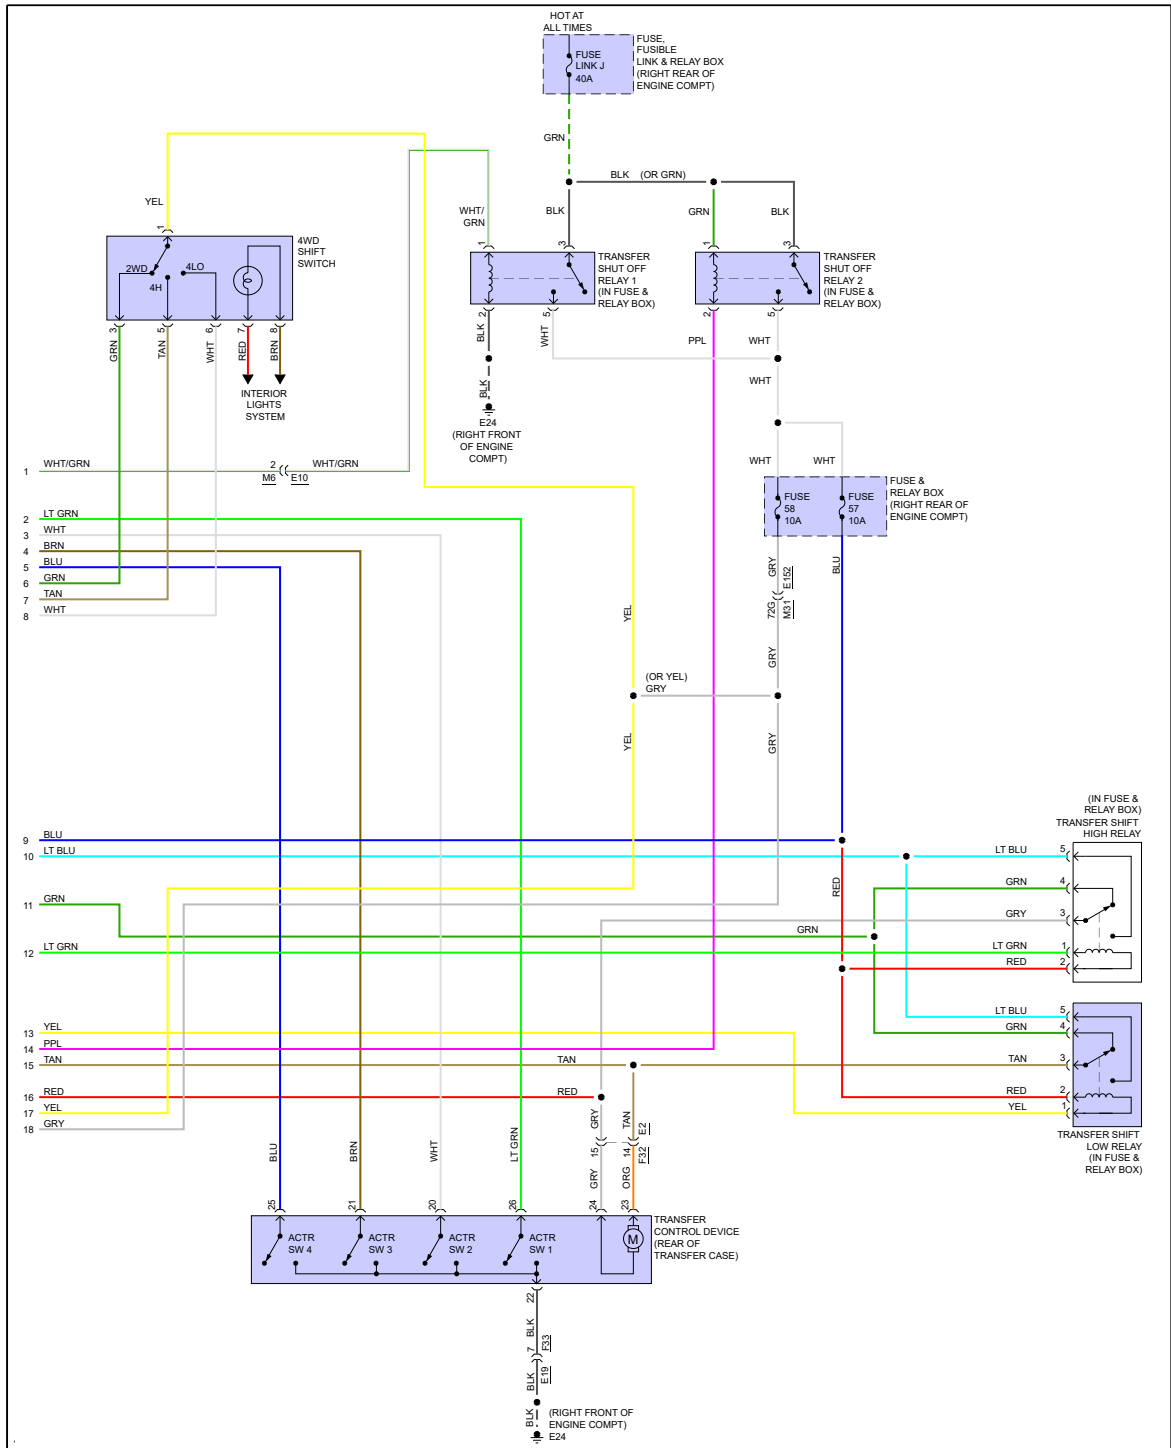 HOT AT
ALL TIMES
FUSE
LINK J
40A
FUSE,
FUSIBLE
LINK & RELAY BOX
(RIGHT REAR OF
ENGINE COMPT)
GRN
BLK (OR GRN)
YEL
WHT/
GRN
BLK
GRN
BLK
1
1
3
1
3
4WD
SHIFT
SWITCH
2WD
4H
4LO
TRANSFER
SHUT OFF
RELAY 1
(IN FUSE &
RELAY BOX)
TRANSFER
SHUT OFF
RELAY 2
(IN FUSE &
RELAY BOX)
3
5
6
7
8
2
5
2
5
GRN
TAN
WHT
RED
BRN
BLK
WHT
PPL
WHT
INTERIOR
LIGHTS
SYSTEM
BLK
WHT
E24
(RIGHT FRONT
OF ENGINE
COMPT)
1 WHT/GRN 2 WHT/GRN
M6 E10
WHT
WHT
FUSE
58
10A
FUSE
57
10A
FUSE &
RELAY BOX
(RIGHT REAR OF
ENGINE COMPT)
2 LT GRN
3 WHT
4 BRN
5 BLU
6 GRN
7 TAN
8 WHT
GRY
E152
BLU
72G
M31
YEL
GRY
(OR YEL)
GRY
YEL
GRY
(IN FUSE &
RELAY BOX)
TRANSFER SHIFT
HIGH RELAY
9 BLU
10 LT BLU
LT BLU 5
RED
GRN 4
11 GRN
GRY 3
GRN
12 LT GRN
LT GRN 1
RED 2
LT BLU 5
GRN 4
13 YEL
14 PPL
15 TAN
TAN
TAN 3
16 RED
RED
RED 2
17 YEL
YEL 1
18 GRY
TRANSFER SHIFT
LOW RELAY
(IN FUSE &
RELAY BOX)
GRY
TAN
E2
15
14
F32
BLU
BRN
WHT
LT GRN
GRY
ORG
25
21
20
26
24
23
ACTR
SW 4
ACTR
SW 3
ACTR
SW 2
ACTR
SW 1
M
TRANSFER
CONTROL DEVICE
(REAR OF
TRANSFER CASE)
22
BLK
7
F33
BLK
E19
BLK
(RIGHT FRONT OF
ENGINE COMPT)
E24